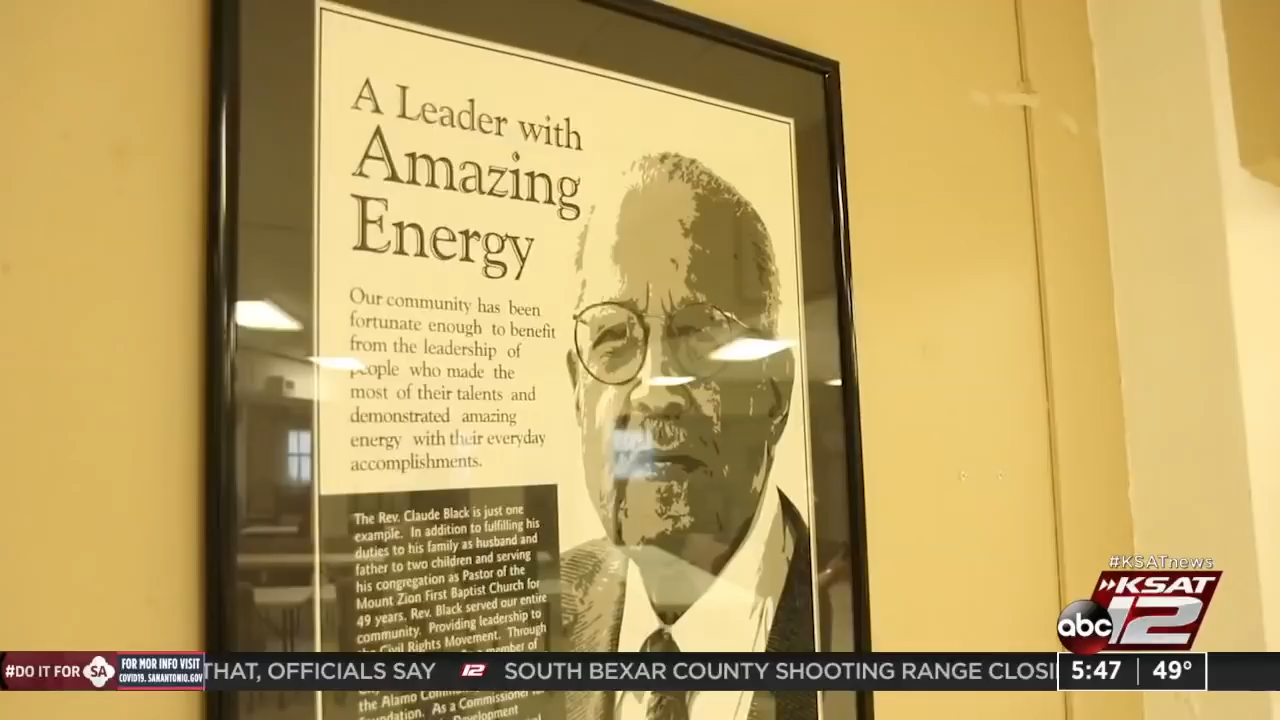 A Leader with
Amazing
Energy
Our community has been
fortunate enough to benefit
from the leadership of
people who made the
most of their talents and
demonstrated amazing
energy with their everyday
accomplishments.
The Rev. Claude Black is just one
example. In addition to fulfilling his
duties to his family as husband and
father to two children and serving
his congregation as Pastor of the
Mount Zion First Baptist Church for
49 years, Rev. Black served our entire
community. Providing leadership to
the Civil Rights Movement. Through
member of
the Alamo
As a Commissioner
Development
#KSATnews
KSAT
abc 12
#DO IT FOR SA
FOR MOR INFO VISIT
COVID19.SANANTONIO.GOV
THAT, OFFICIALS SAY 12 SOUTH BEXAR COUNTY SHOOTING RANGE CLOSI
5:47 49°